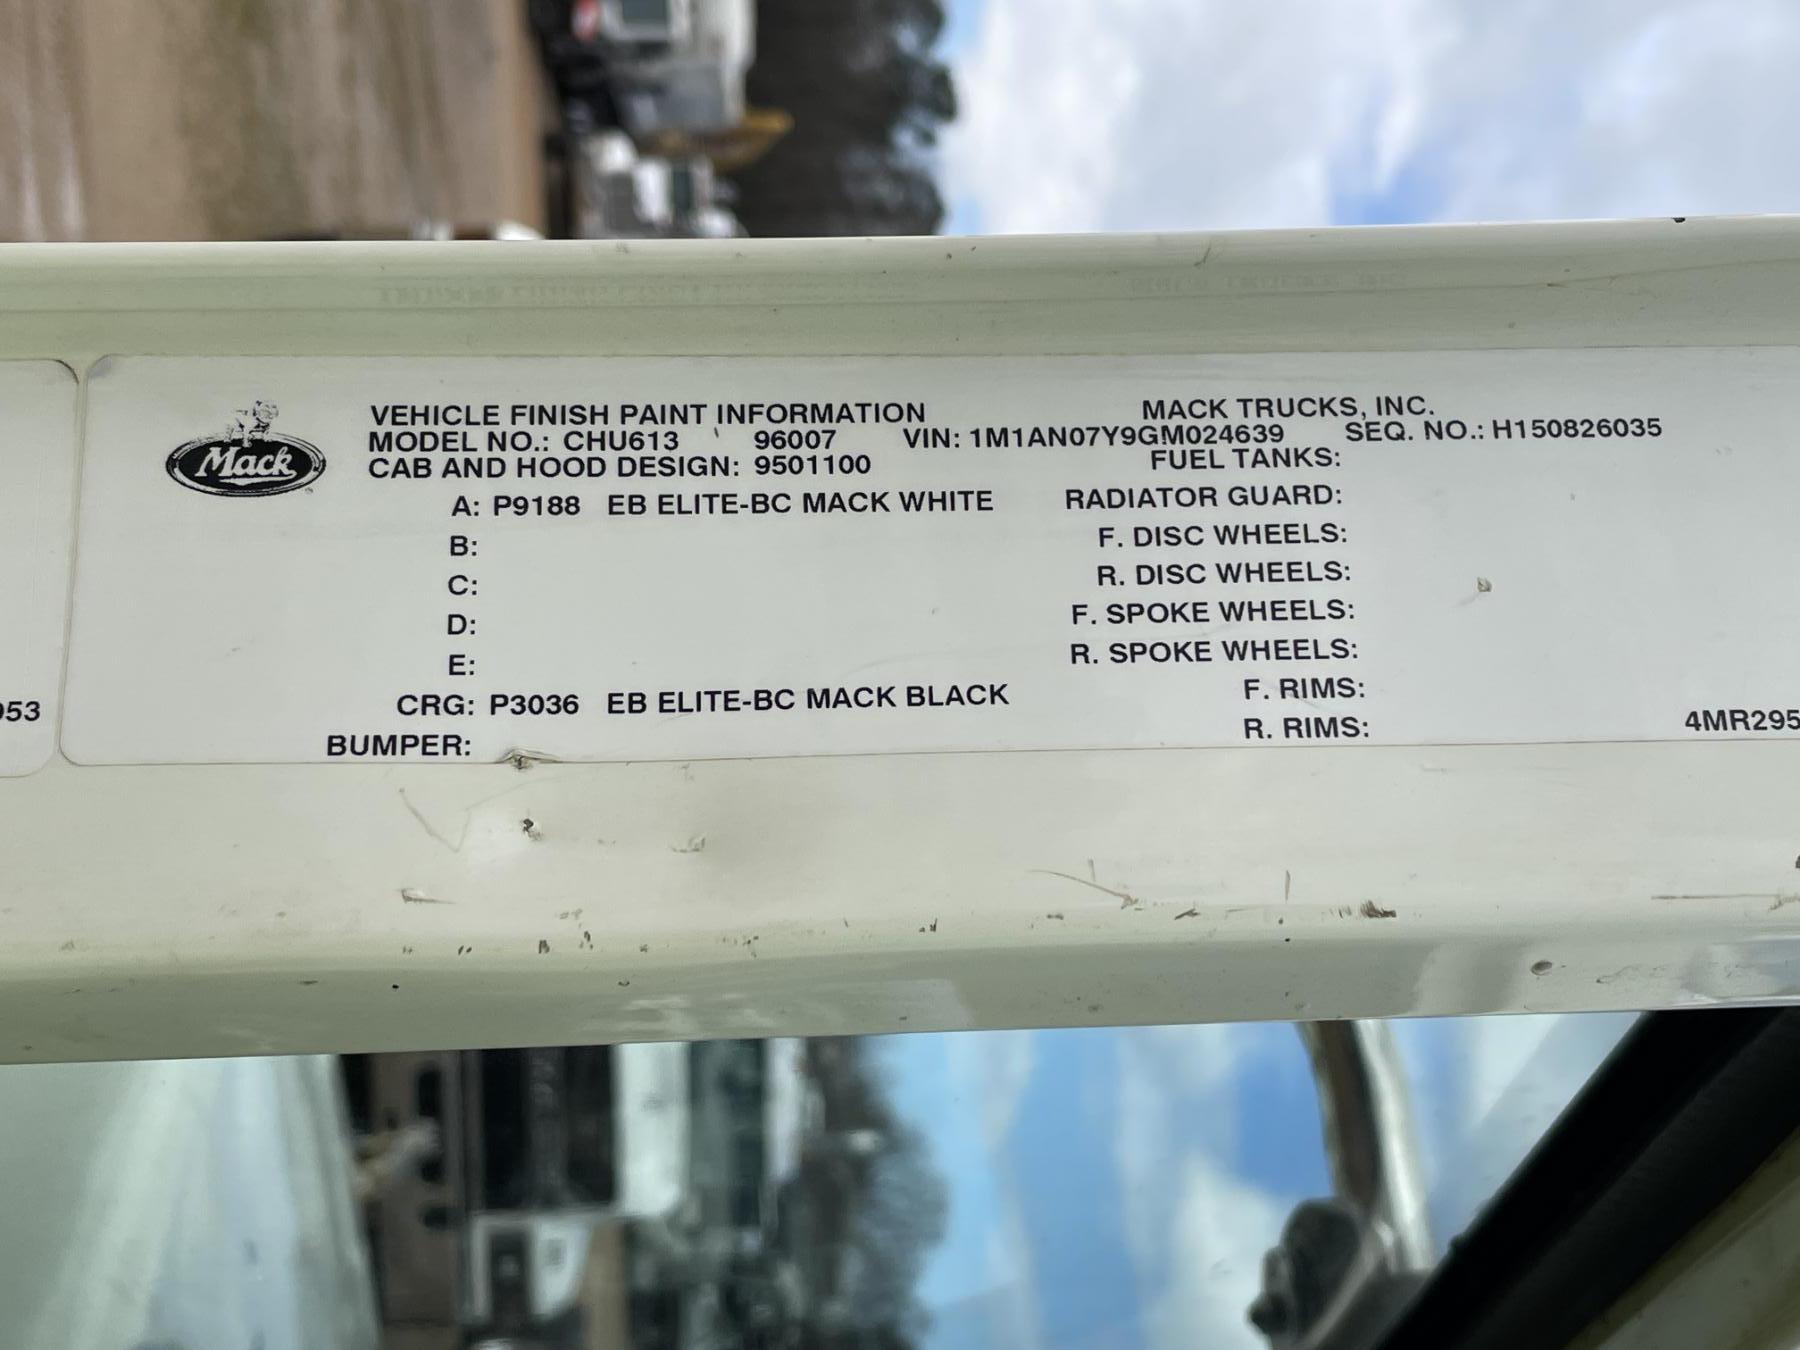 VEHICLE FINISH PAINT INFORMATION MACK TRUCKS, INC.
MODEL NO.: CHU613 96007 VIN: 1M1AN07Y9GM024639 SEQ. NO.: H150826035
CAB AND HOOD DESIGN: 9501100 FUEL TANKS:
Mack
A: P9188 EB ELITE-BC MACK WHITE RADIATOR GUARD:
B: F. DISC WHEELS:
C: R. DISC WHEELS:
D: F. SPOKE WHEELS:
E: R. SPOKE WHEELS:
CRG: P3036 EB ELITE-BC MACK BLACK F. RIMS:
BUMPER: R. RIMS:
4MR295
953